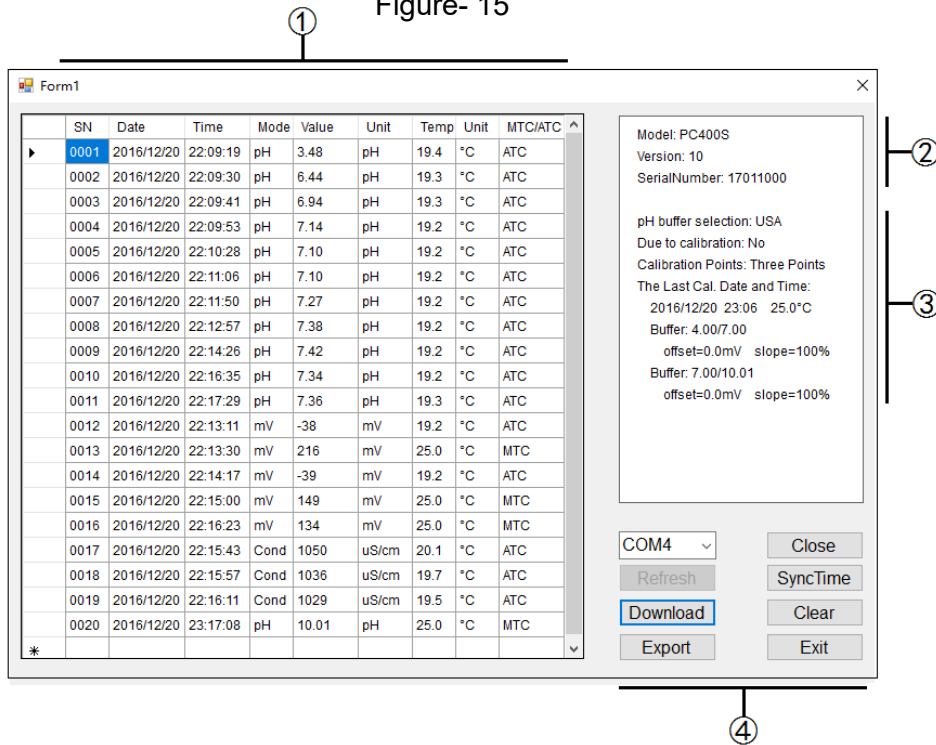 Figure- 15
①
Form1
SN Date Time Mode Value Unit Temp Unit MTC/ATC
0001 2016/12/20 22:09:19 pH 3.48 pH 19.4 °C ATC
0002 2016/12/20 22:09:30 pH 6.44 pH 19.3 °C ATC
0003 2016/12/20 22:09:41 pH 6.94 pH 19.3 °C ATC
0004 2016/12/20 22:09:53 pH 7.14 pH 19.2 °C ATC
0005 2016/12/20 22:10:28 pH 7.10 pH 19.2 °C ATC
0006 2016/12/20 22:11:06 pH 7.10 pH 19.2 °C ATC
0007 2016/12/20 22:11:50 pH 7.27 pH 19.2 °C ATC
0008 2016/12/20 22:12:57 pH 7.38 pH 19.2 °C ATC
0009 2016/12/20 22:14:26 pH 7.42 pH 19.2 °C ATC
0010 2016/12/20 22:16:35 pH 7.34 pH 19.2 °C ATC
0011 2016/12/20 22:17:29 pH 7.36 pH 19.3 °C ATC
0012 2016/12/20 22:13:11 mV -38 mV 19.2 °C ATC
0013 2016/12/20 22:13:30 mV 216 mV 25.0 °C MTC
0014 2016/12/20 22:14:17 mV -39 mV 19.2 °C ATC
0015 2016/12/20 22:15:00 mV 149 mV 25.0 °C MTC
0016 2016/12/20 22:16:23 mV 134 mV 25.0 °C MTC
0017 2016/12/20 22:15:43 Cond 1050 uS/cm 20.1 °C ATC
0018 2016/12/20 22:15:57 Cond 1036 uS/cm 19.7 °C ATC
0019 2016/12/20 22:16:11 Cond 1029 uS/cm 19.5 °C ATC
0020 2016/12/20 23:17:08 pH 10.01 pH 25.0 °C MTC
Model: PC400S
Version: 10
SerialNumber: 17011000
②
pH buffer selection: USA
Due to calibration: No
Calibration Points: Three Points
The Last Cal. Date and Time:
2016/12/20 23:06 25.0°C
Buffer: 4.00/7.00
offset=0.0mV slope=100%
Buffer: 7.00/10.01
offset=0.0mV slope=100%
③
COM4 Close
Refresh SyncTime
Download Clear
Export Exit
④